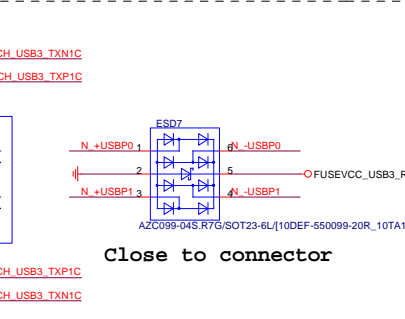 CH_USB3_TXN1C
CH_USB3_TXP1C
ESD7
N_+USBP0 1 6 N_-USBP0
2 5 FUSEVCC_USB3_R
N_+USBP1 3 4 N_-USBP1
AZC099-04S.R7G/SOT23-6L/[10DEF-550099-20R_10TA1
Close to connector
CH_USB3_TXP1C
CH_USB3_TXN1C